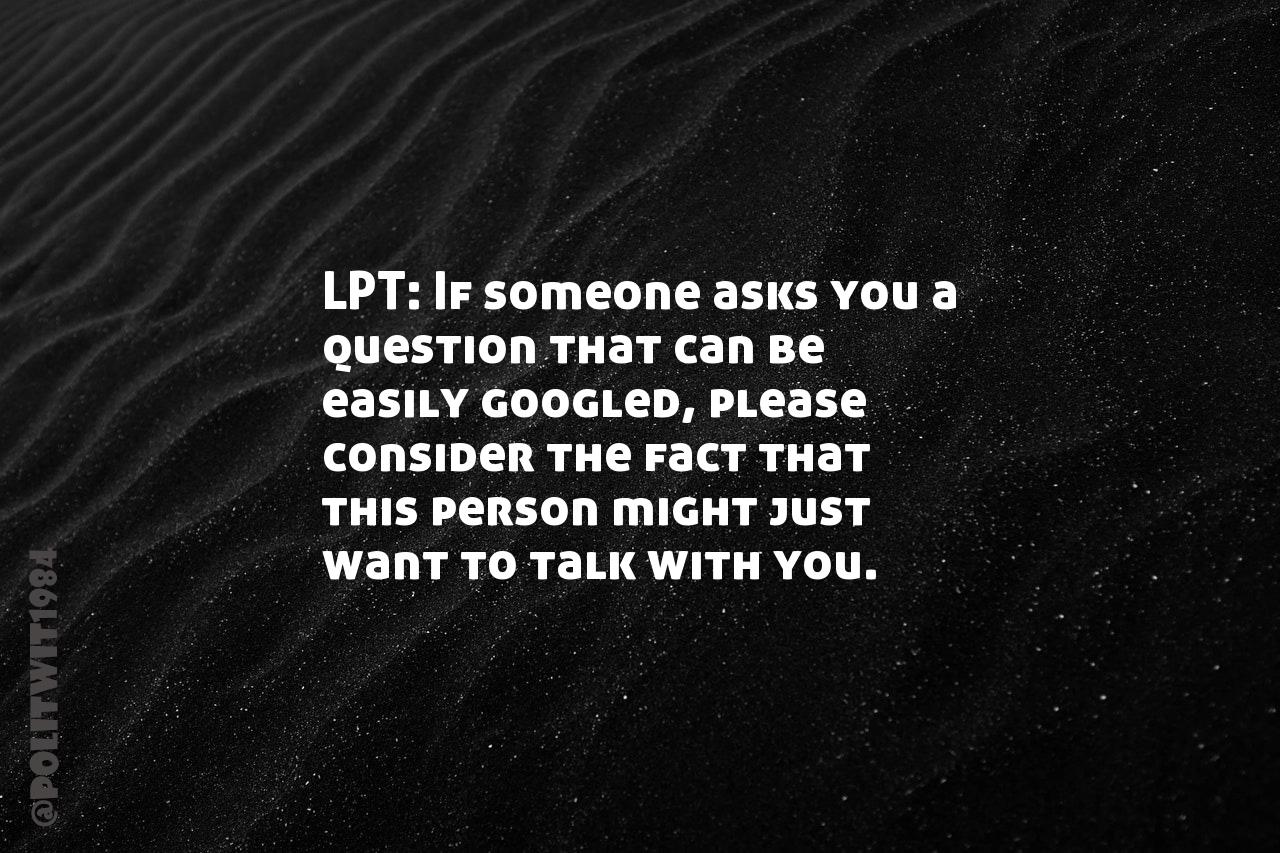 LPT: If someone asks you a
question that can be
easily googled, please
consider the fact that
this person might just
want to talk with you.
@POLITWIT1984